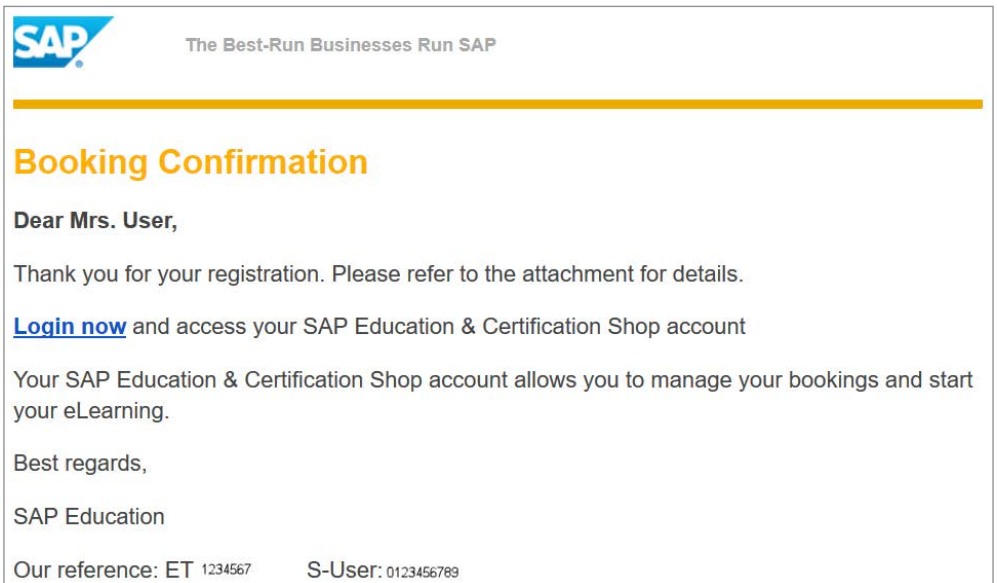 SAP
The Best-Run Businesses Run SAP
Booking Confirmation
Dear Mrs. User,
Thank you for your registration. Please refer to the attachment for details.
Login now and access your SAP Education & Certification Shop account
Your SAP Education & Certification Shop account allows you to manage your bookings and start
your eLearning.
Best regards,
SAP Education
Our reference: ET 1234567 S-User: 0123456789